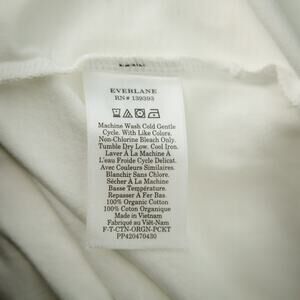 EVERLANE
RN# 139393
Machine Wash Cold Gentle
Cycle. With Like Colors.
Non-Chlorine Bleach Only.
Tumble Dry Low. Cool Iron.
Laver À La Machine À
L'eau Froide Cycle Delicat.
Avec Couleurs Similaires.
Blanchir Sans Chlore.
Sécher À La Machine
Basse Température.
Repasser À Fer Bas.
100% Organic Cotton
100% Coton Organique
Made in Vietnam
Fabriqué au Viêt-Nam
F-T-CTN-ORGN-PCKT
PP420470430